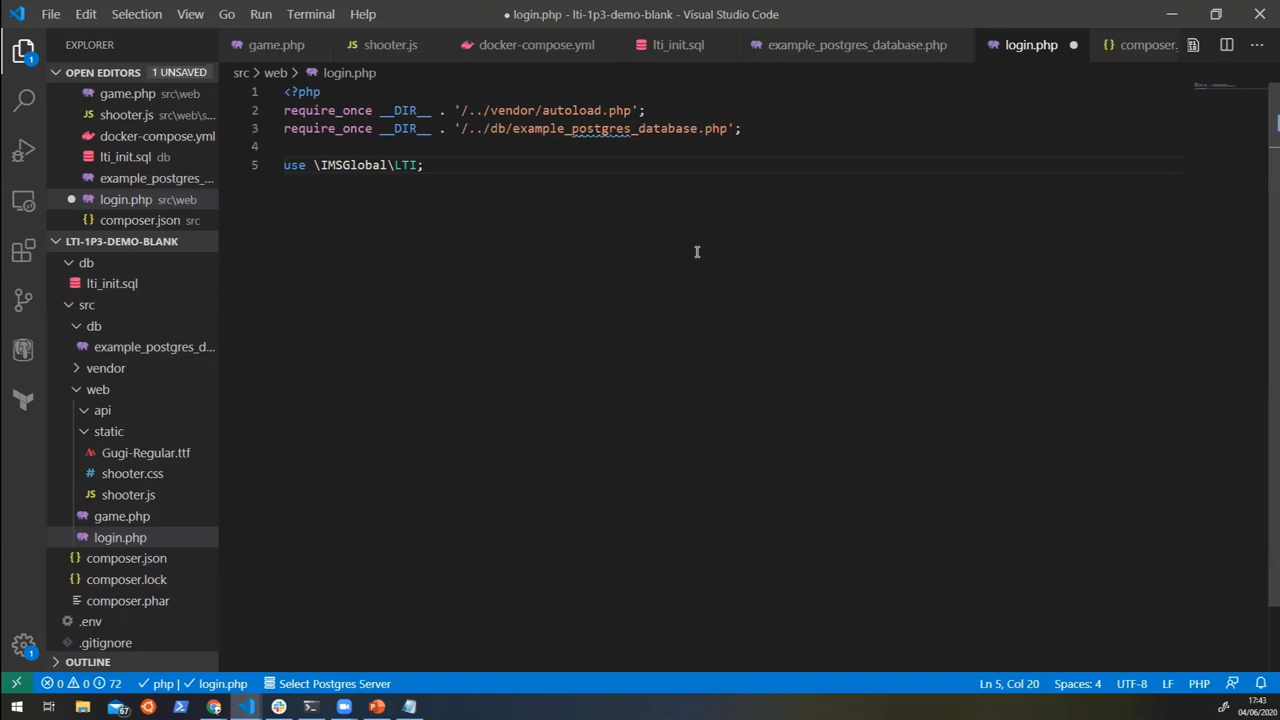 File Edit Selection View Go Run Terminal Help
● login.php - lti-1p3-demo-blank - Visual Studio Code
EXPLORER
game.php shooter.js docker-compose.yml lti_init.sql example_postgres_database.php login.php ● composer.
OPEN EDITORS 1 UNSAVED
game.php src\web
shooter.js src\web\s...
docker-compose.yml
lti_init.sql db
example_postgres_...
● login.php src\web
composer.json src
LTI-1P3-DEMO-BLANK
db
lti_init.sql
src
db
example_postgres_d...
vendor
web
api
static
Gugi-Regular.ttf
shooter.css
shooter.js
game.php
login.php
composer.json
composer.lock
composer.phar
.env
.gitignore
OUTLINE
src > web > login.php
1 <?php
2 require_once __DIR__ . '/../vendor/autoload.php';
3 require_once __DIR__ . '/../db/example_postgres_database.php';
4
5 use \IMSGlobal\LTI;
1
1
0 0 72 php | login.php Select Postgres Server Ln 5, Col 20 Spaces: 4 UTF-8 LF PHP
67
17:43
04/06/2020